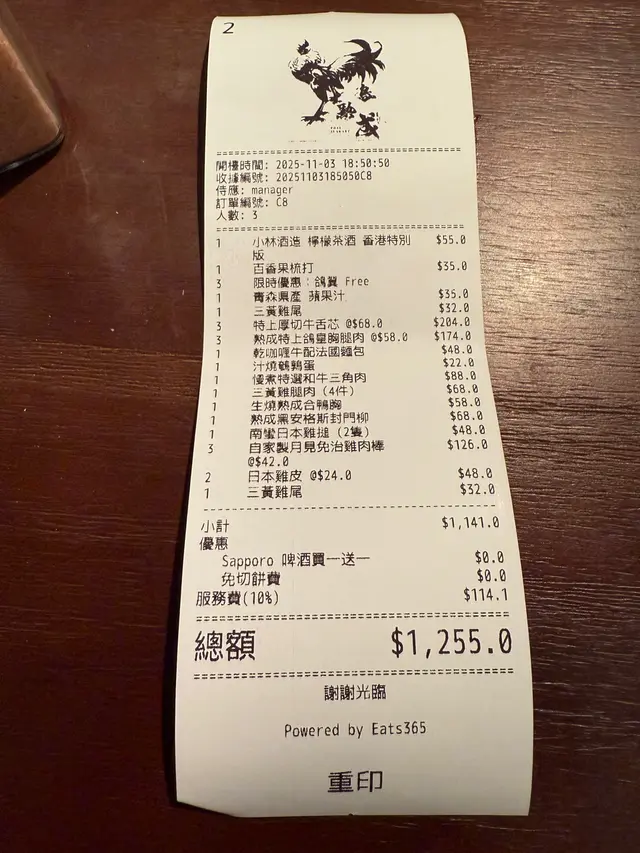 2
開檯時間: 2025-11-03 18:50:50
收據編號: 20251103185050C8
侍應: manager
訂單編號: C8
人數: 3
1 小林酒造 檸檬茶酒 香港特別版 $55.0
1 百香果梳打 $35.0
3 限時優惠：鴿翼 Free
1 青森県產 蘋果汁 $35.0
1 三黃雞尾 $32.0
3 特上厚切牛舌芯 @$68.0 $204.0
3 熟成特上鴿皇胸腿肉 @$58.0 $174.0
1 乾咖喱牛配法國麵包 $48.0
1 汁燒鵪鶉蛋 $22.0
1 慢煮特選和牛三角肉 $88.0
1 三黃雞腿肉 (4件) $68.0
1 生燒熟成合鴨胸 $58.0
1 熟成黑安格斯封門柳 $68.0
1 南蠻日本雞搥 (2隻) $48.0
3 自家製月見免治雞肉棒 $126.0
@$42.0
2 日本雞皮 @$24.0 $48.0
1 三黃雞尾 $32.0
小計 $1,141.0
優惠
Sapporo 啤酒買一送一 $0.0
免切餅費 $0.0
服務費(10%) $114.1
總額 $1,255.0
謝謝光臨
Powered by Eats365
重印